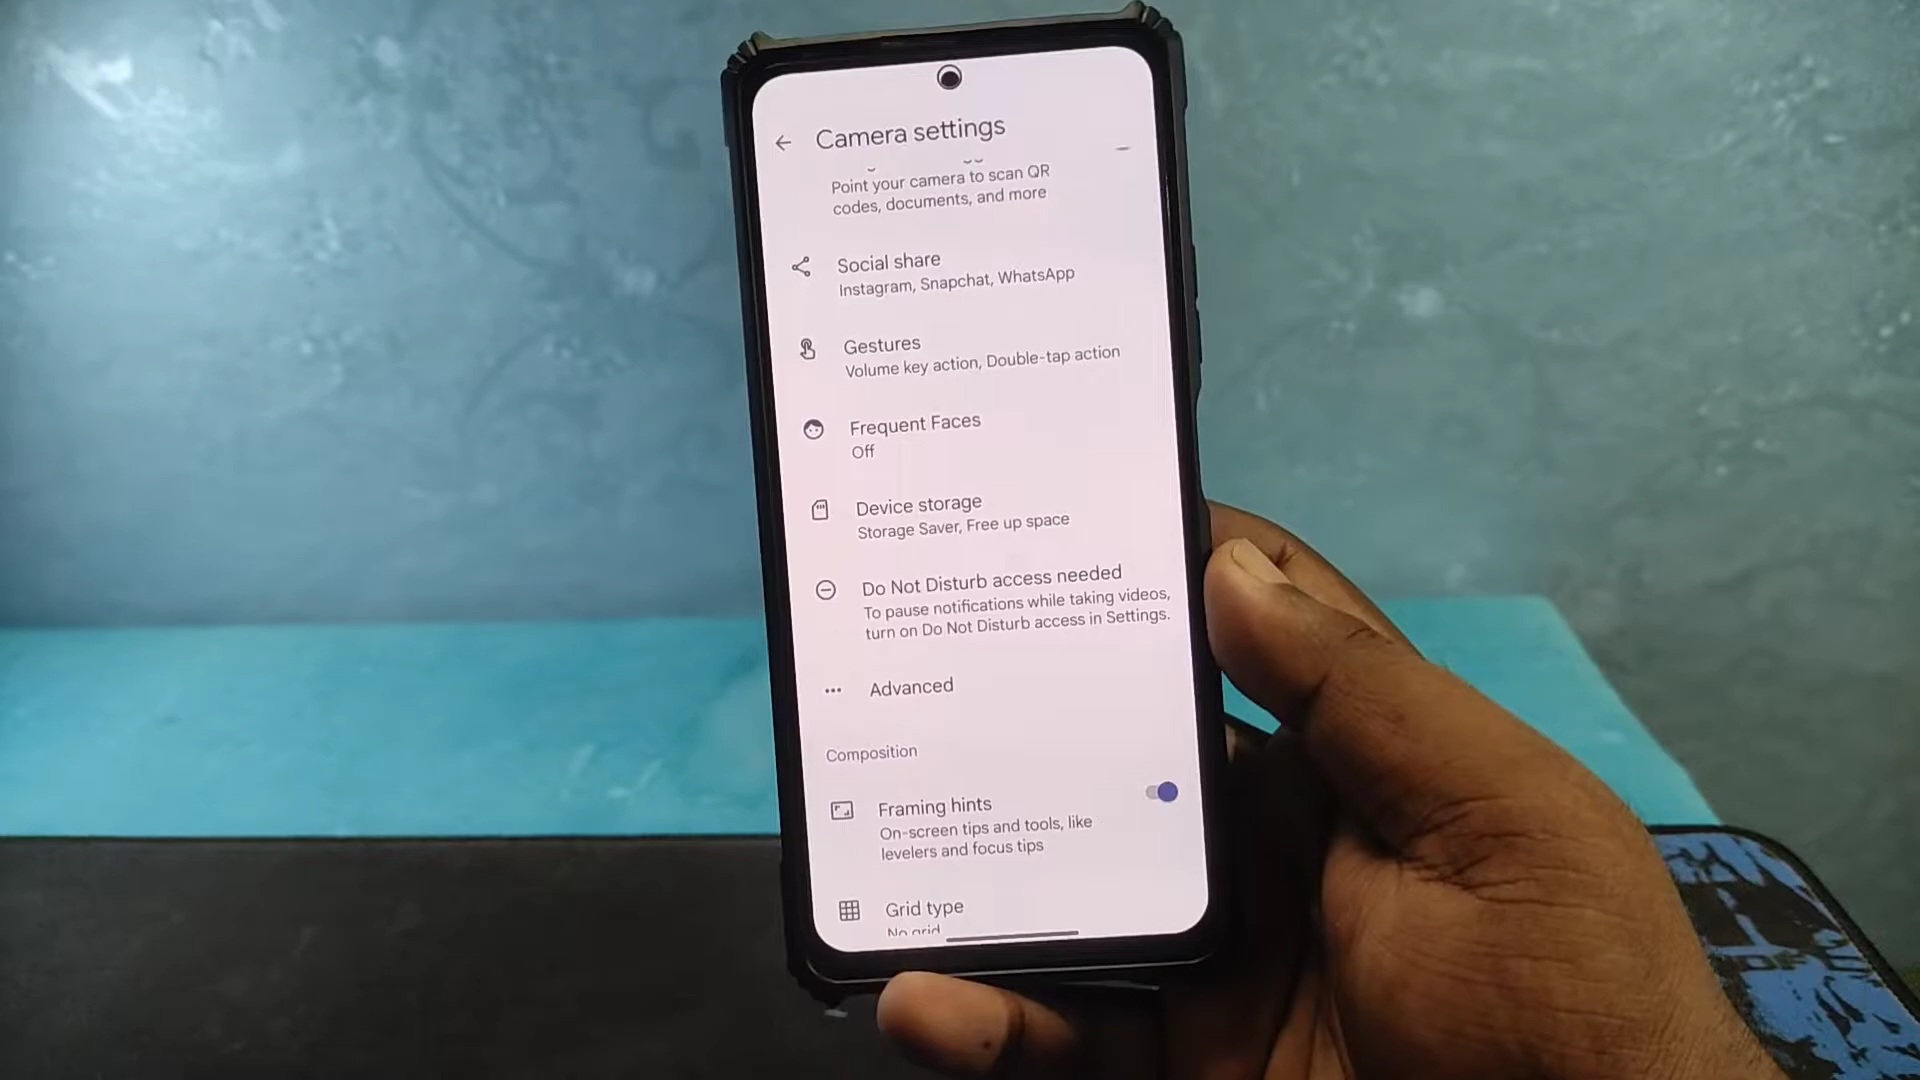 Camera settings
Point your camera to scan QR
codes, documents, and more
Social share
Instagram, Snapchat, WhatsApp
Gestures
Volume key action, Double-tap action
Frequent Faces
Off
Device storage
Storage Saver, Free up space
Do Not Disturb access needed
To pause notifications while taking videos,
turn on Do Not Disturb access in Settings.
Advanced
Composition
Framing hints
On-screen tips and tools, like
levelers and focus tips
Grid type
No grid